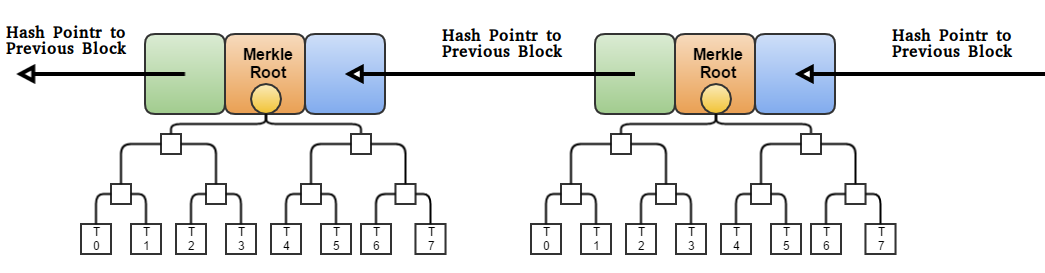 Hash Pointr to
Previous Block
Hash Pointr to
Previous Block
Hash Pointr to
Previous Block
Merkle
Root
Merkle
Root
T
0
T
1
T
2
T
3
T
4
T
5
T
6
T
7
T
0
T
1
T
2
T
3
T
4
T
5
T
6
T
7